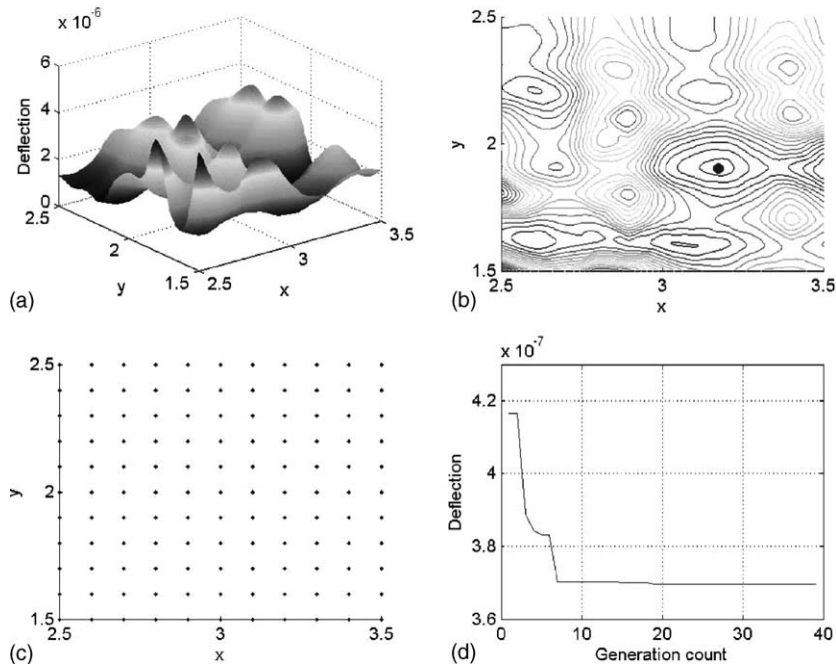 x 10^-6
6
4
2
0
Deflection
2.5
2
1.5
y
2.5
3
3.5
x
(a)
2.5
2
1.5
y
2.5
3
3.5
x
(b)
2.5
2
1.5
y
2.5
3
3.5
x
(c)
x 10^-7
4.2
4
3.8
3.6
Deflection
0
10
20
30
40
Generation count
(d)